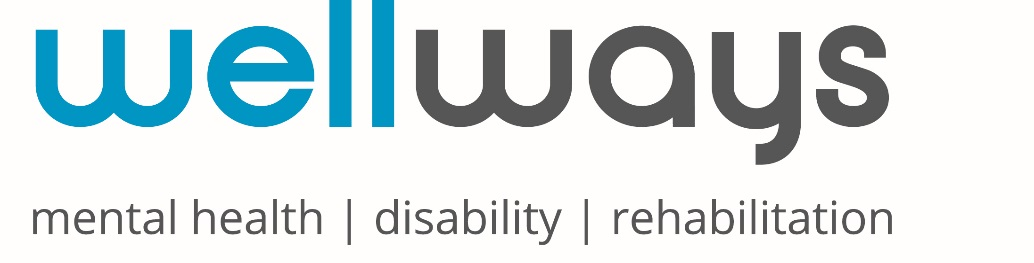 wellways
mental health | disability | rehabilitation